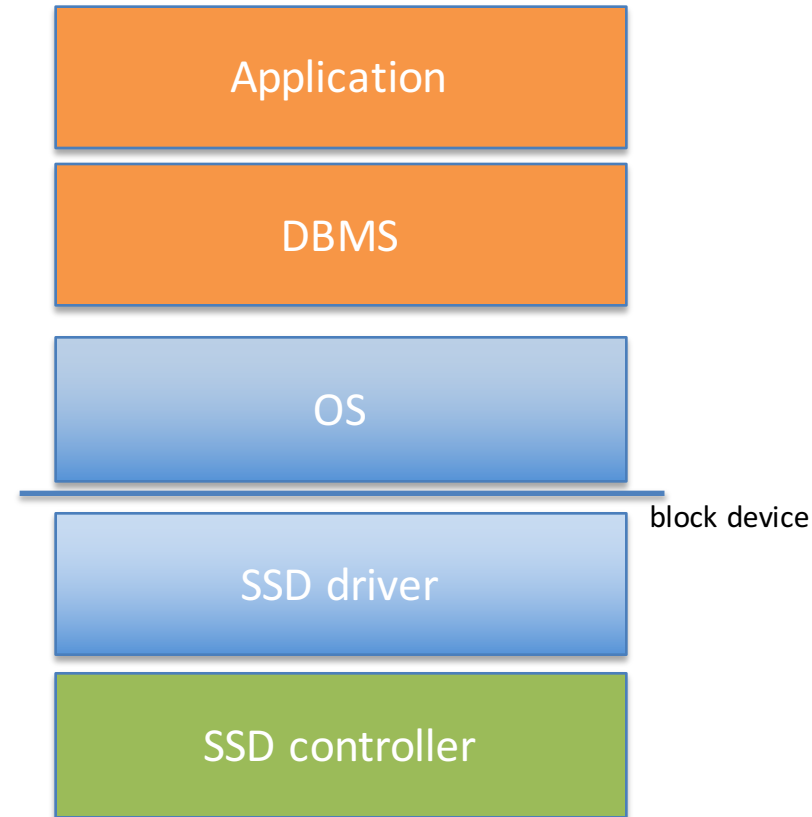 Application
DBMS
OS
block device
SSD driver
SSD controller